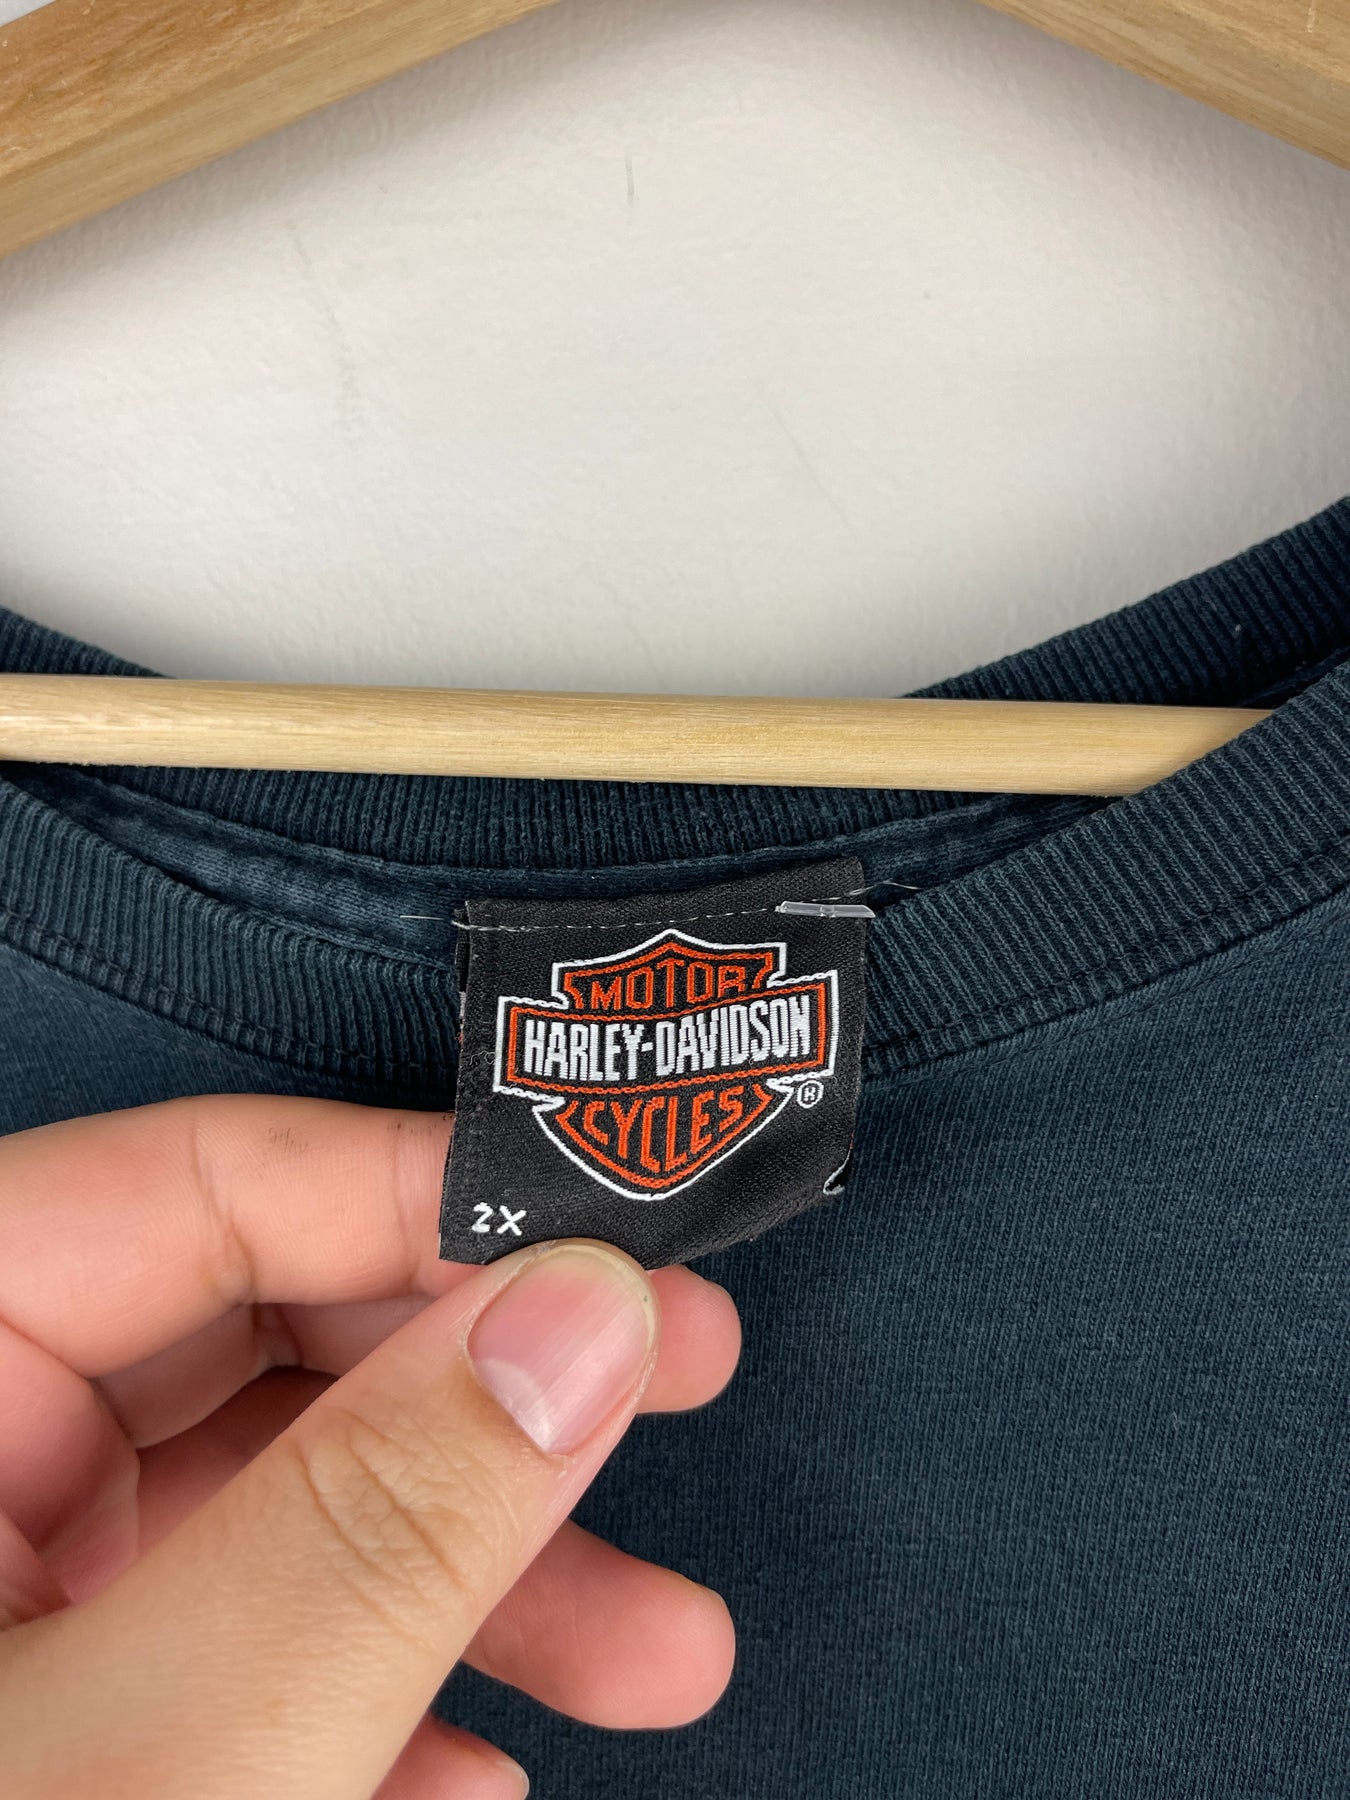 MOTOR
HARLEY-DAVIDSON
CYCLES
®
2X